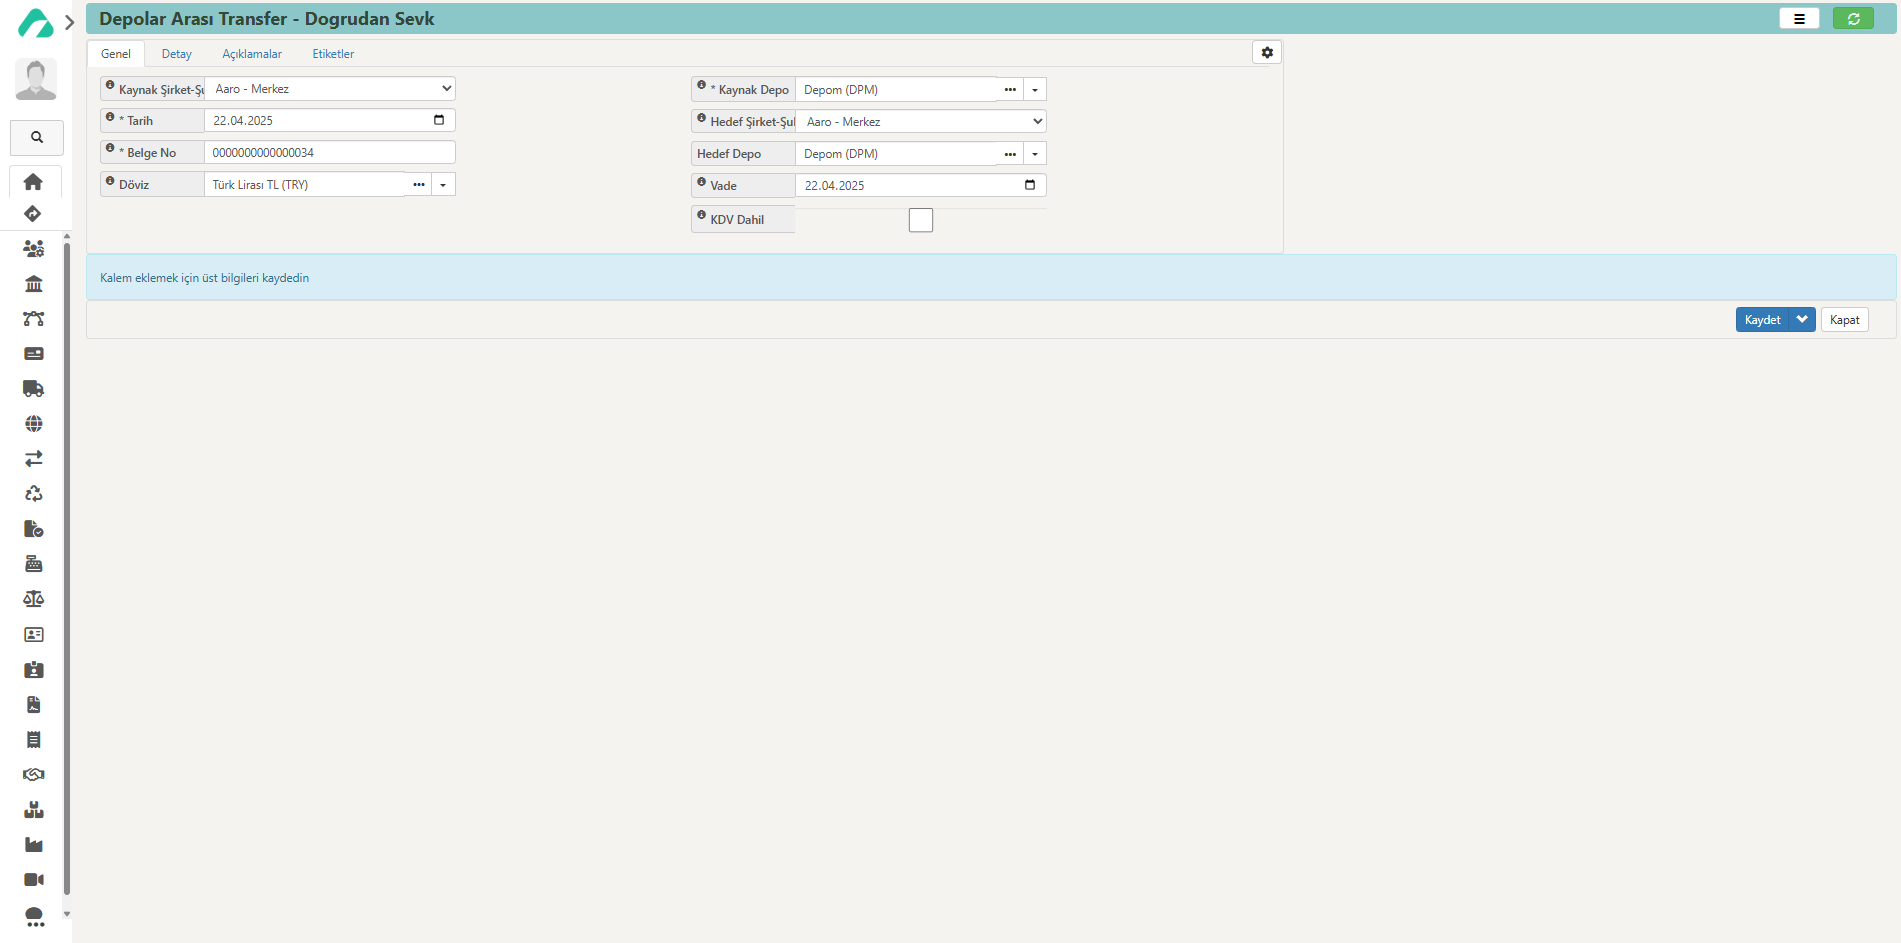 Depolar Arası Transfer - Dogrudan Sevk
Genel Detay Açıklamalar Etiketler
Kaynak Şirket-Şu Aaro - Merkez
* Tarih 22.04.2025
* Belge No 0000000000000034
Döviz Türk Lirası TL (TRY)
* Kaynak Depo Depom (DPM)
Hedef Şirket-Şul Aaro - Merkez
Hedef Depo Depom (DPM)
Vade 22.04.2025
KDV Dahil
Kalem eklemek için üst bilgileri kaydedin
Kaydet Kapat